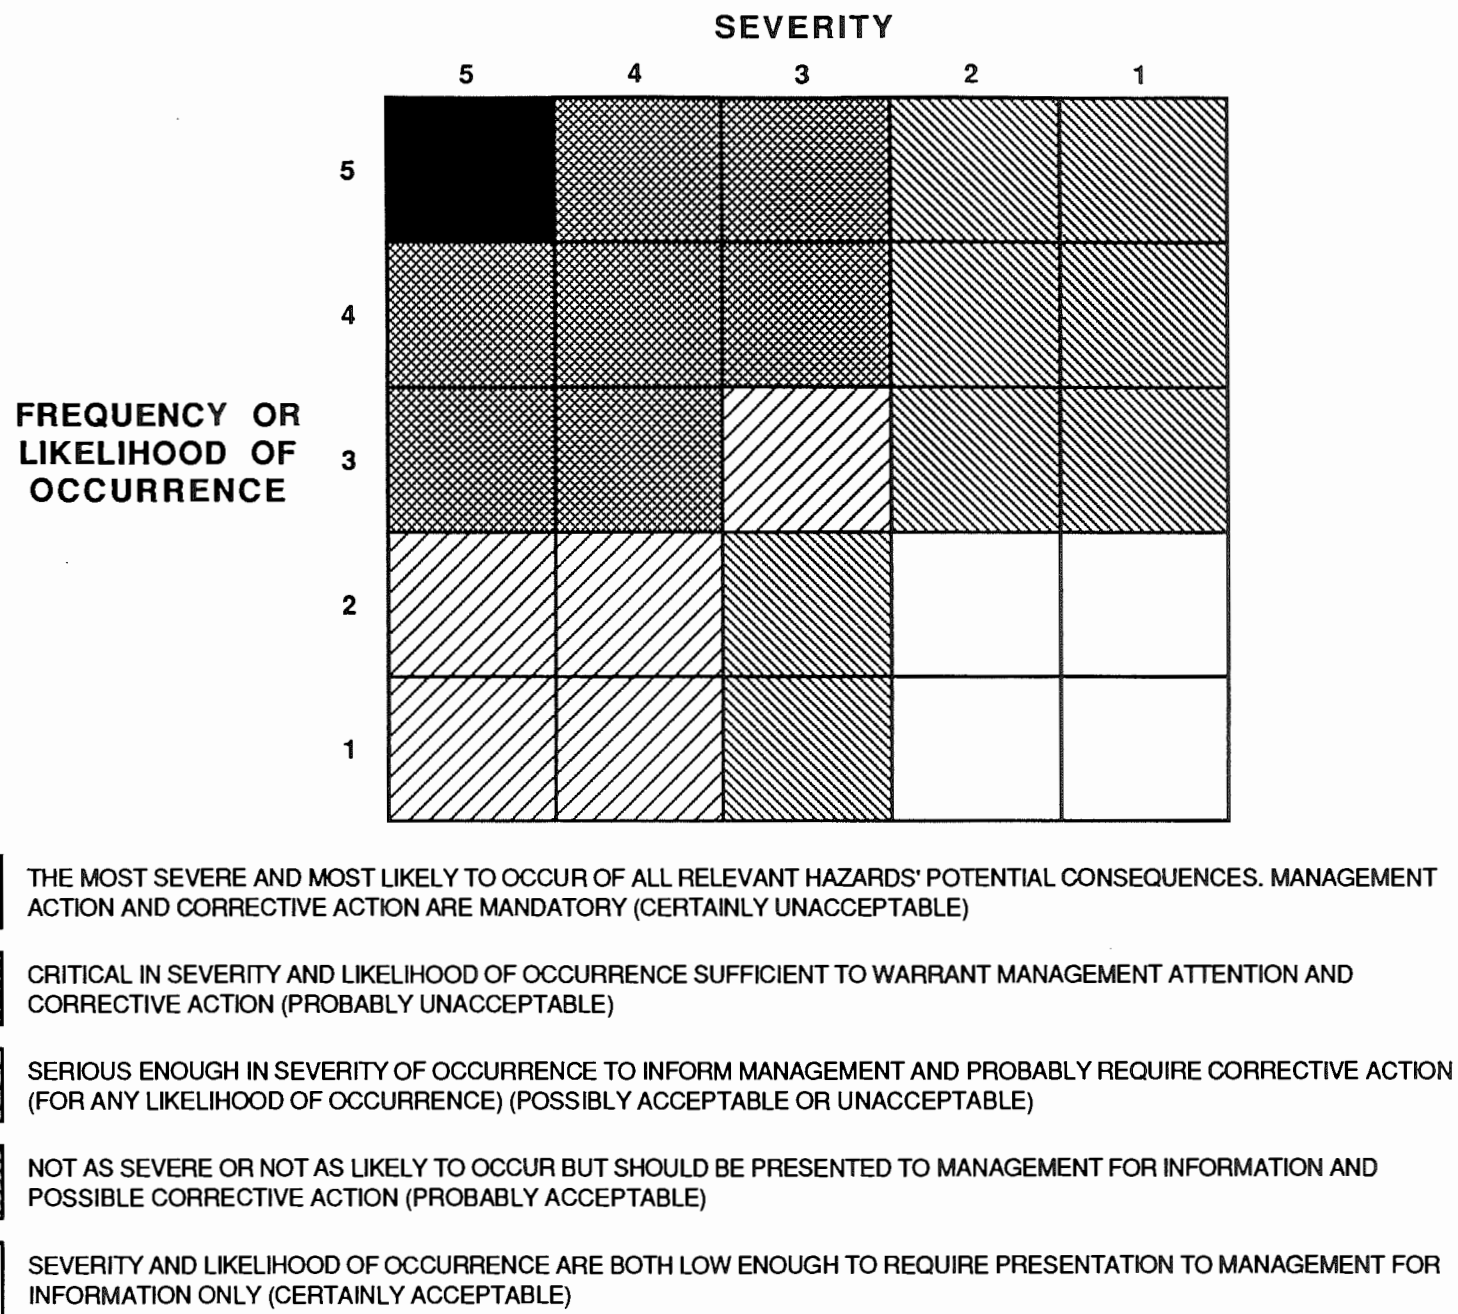 SEVERITY
5 4 3 2 1
5
4
FREQUENCY OR
LIKELIHOOD OF
OCCURRENCE
3
2
1
THE MOST SEVERE AND MOST LIKELY TO OCCUR OF ALL RELEVANT HAZARDS' POTENTIAL CONSEQUENCES. MANAGEMENT
ACTION AND CORRECTIVE ACTION ARE MANDATORY (CERTAINLY UNACCEPTABLE)
CRITICAL IN SEVERITY AND LIKELIHOOD OF OCCURRENCE SUFFICIENT TO WARRANT MANAGEMENT ATTENTION AND
CORRECTIVE ACTION (PROBABLY UNACCEPTABLE)
SERIOUS ENOUGH IN SEVERITY OF OCCURRENCE TO INFORM MANAGEMENT AND PROBABLY REQUIRE CORRECTIVE ACTION
(FOR ANY LIKELIHOOD OF OCCURRENCE) (POSSIBLY ACCEPTABLE OR UNACCEPTABLE)
NOT AS SEVERE OR NOT AS LIKELY TO OCCUR BUT SHOULD BE PRESENTED TO MANAGEMENT FOR INFORMATION AND
POSSIBLE CORRECTIVE ACTION (PROBABLY ACCEPTABLE)
SEVERITY AND LIKELIHOOD OF OCCURRENCE ARE BOTH LOW ENOUGH TO REQUIRE PRESENTATION TO MANAGEMENT FOR
INFORMATION ONLY (CERTAINLY ACCEPTABLE)